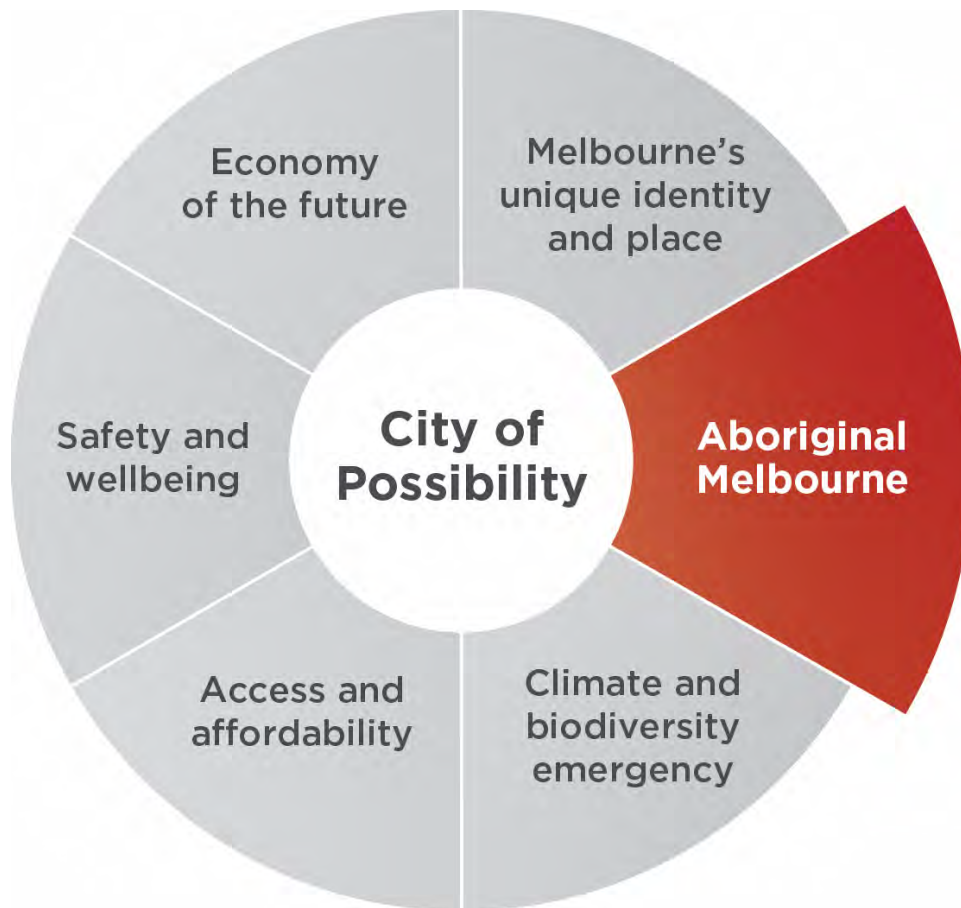 Economy
of the future
Melbourne’s
unique identity
and place
Safety and
wellbeing
City of
Possibility
Aboriginal
Melbourne
Access and
affordability
Climate and
biodiversity
emergency